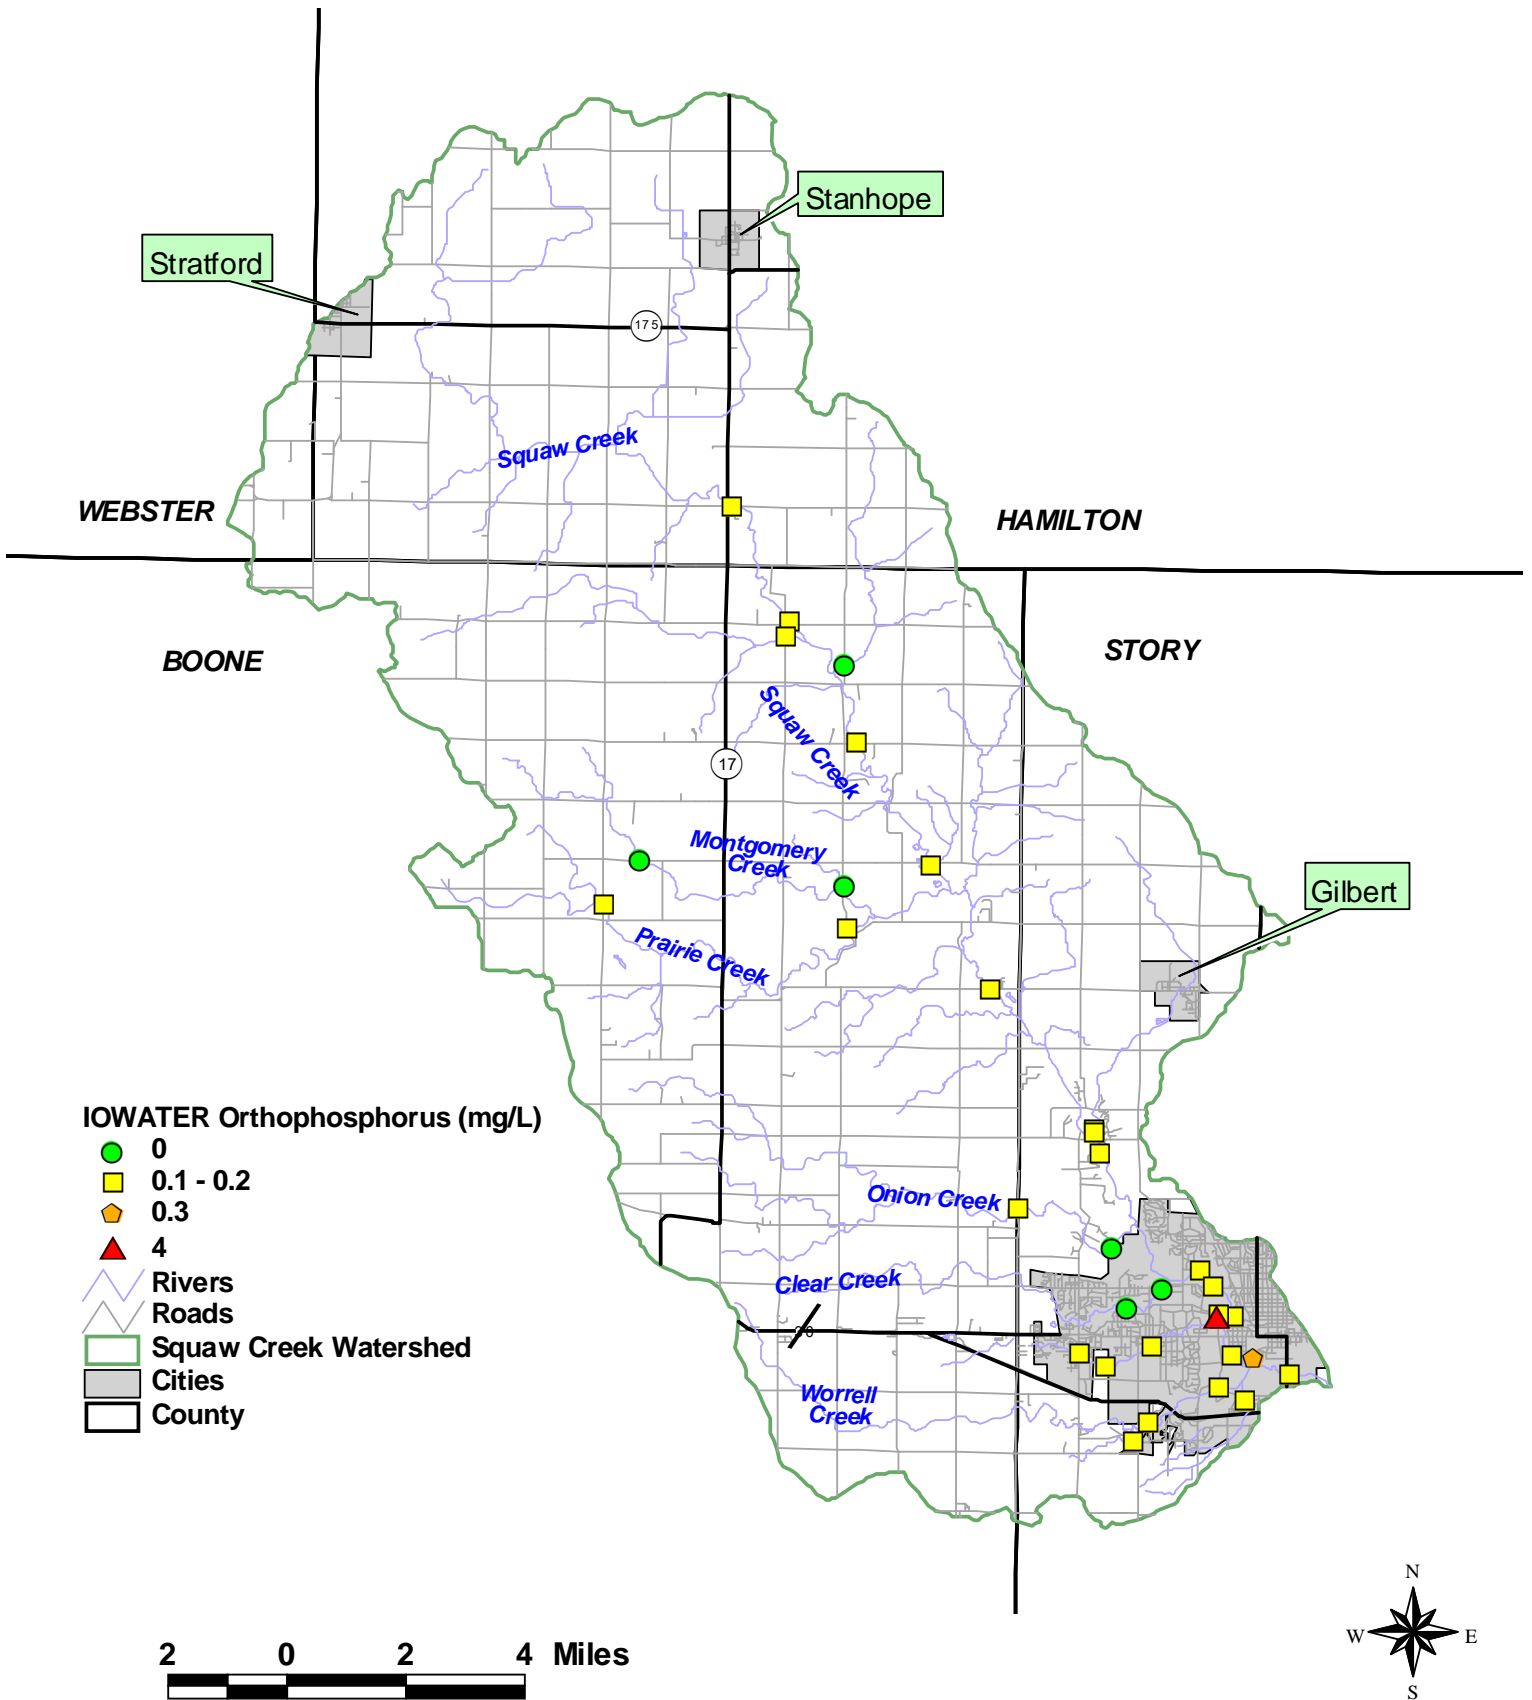 Stanhope
Stratford
175
Squaw Creek
WEBSTER
HAMILTON
BOONE
STORY
Squaw Creek
17
Montgomery
Creek
Gilbert
Prairie Creek
IOWATER Orthophosphorus (mg/L)
0
0.1 - 0.2
0.3
4
Rivers
Roads
Squaw Creek Watershed
Cities
County
Onion Creek
Clear Creek
30
Worrell
Creek
N
W
E
S
2 0 2 4 Miles